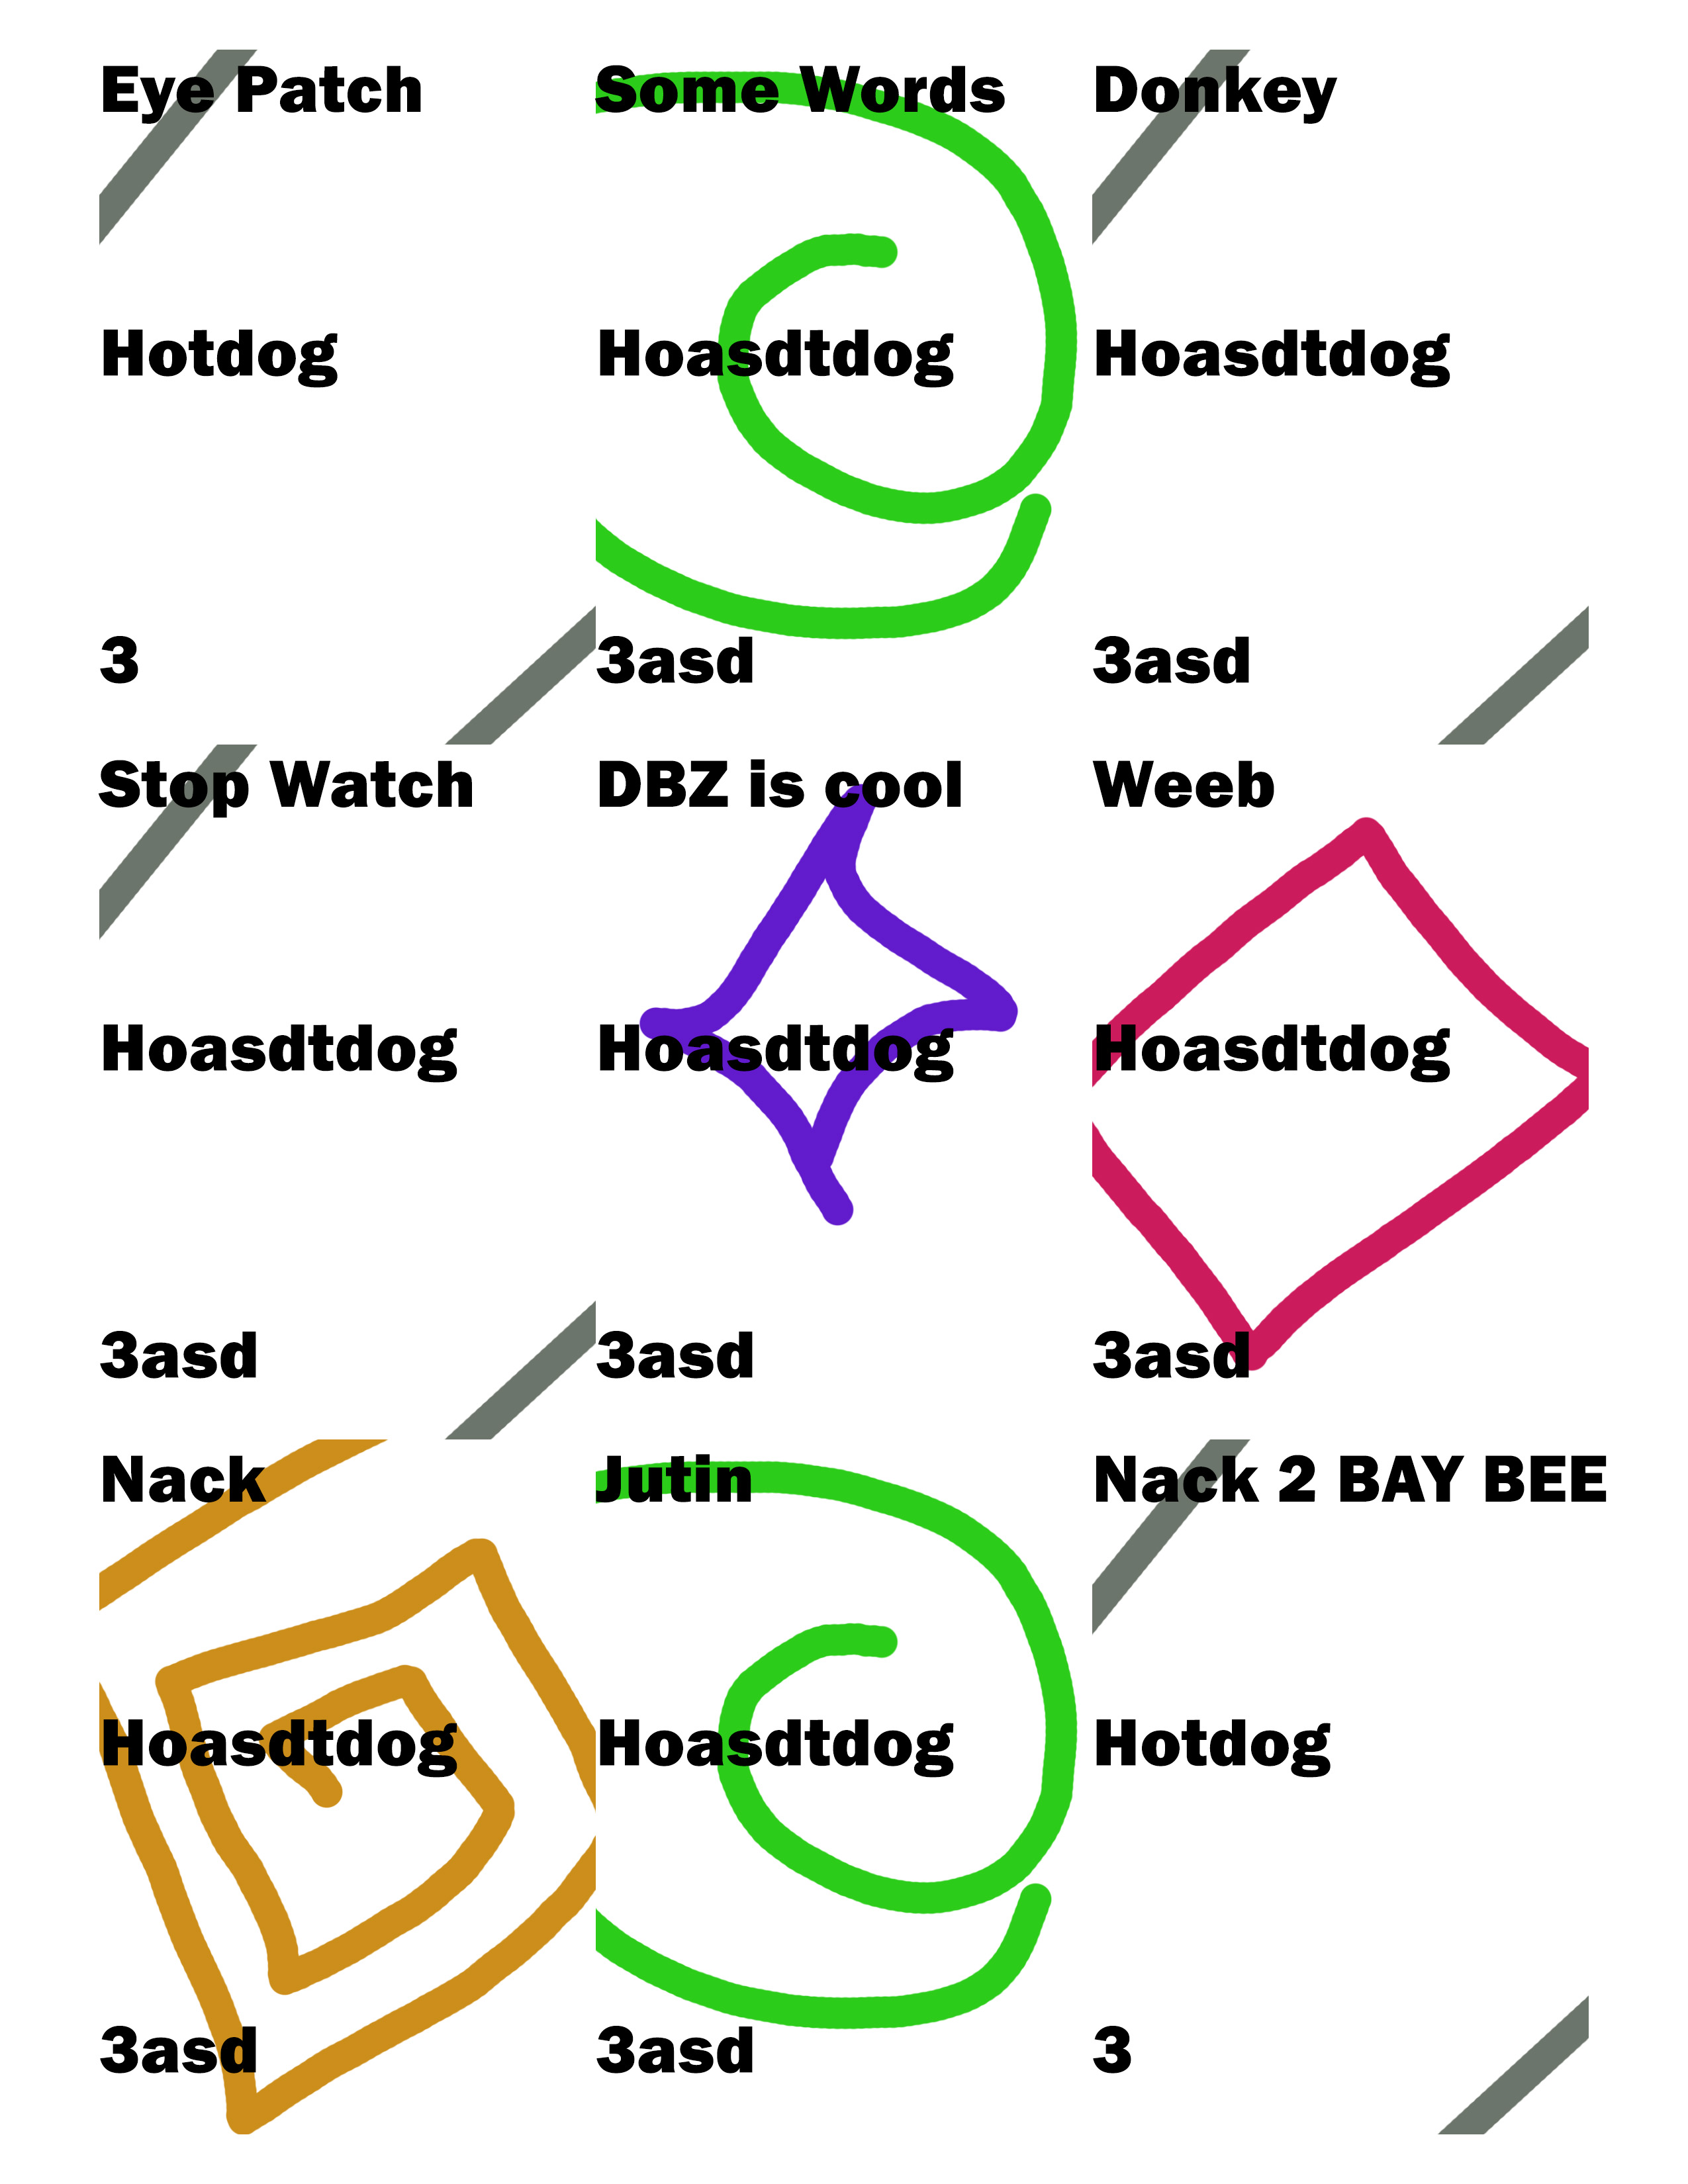 Eye Patch
Some Words
Donkey
Hotdog
Hoasdtdog
Hoasdtdog
3
3asd
3asd
Stop Watch
DBZ is cool
Weeb
Hoasdtdog
Hoasdtdog
Hoasdtdog
3asd
3asd
3asd
Nack
Jutin
Nack 2 BAY BEE
Hoasdtdog
Hoasdtdog
Hotdog
3asd
3asd
3